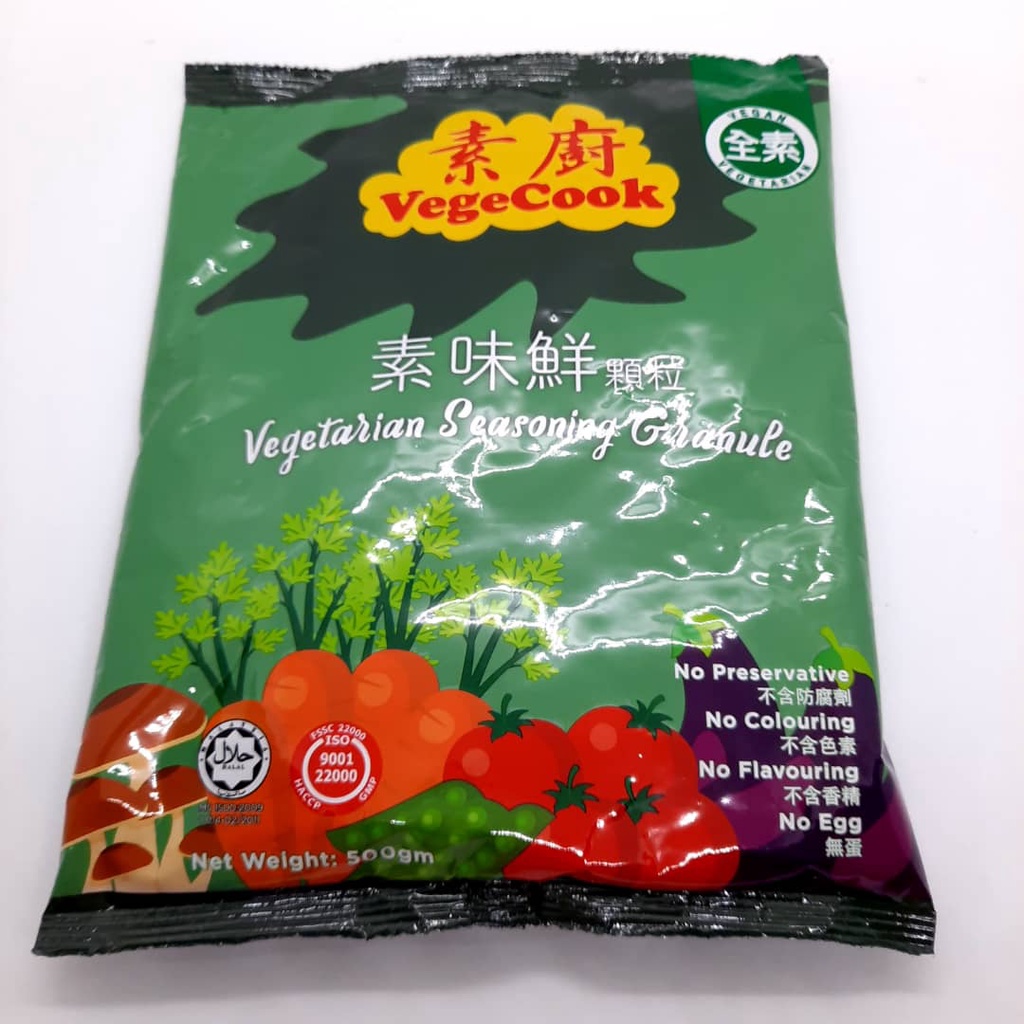 素廚
VegeCook
VEGAN
全素
VEGETARIAN
素味鮮顆粒
Vegetarian Seasoning Granule
No Preservative
不含防腐劑
No Colouring
不含色素
No Flavouring
不含香精
No Egg
無蛋
حلال
HALAL
FSSC 22000
ISO
9001
22000
HACCP
GMP
Net Weight: 500gm